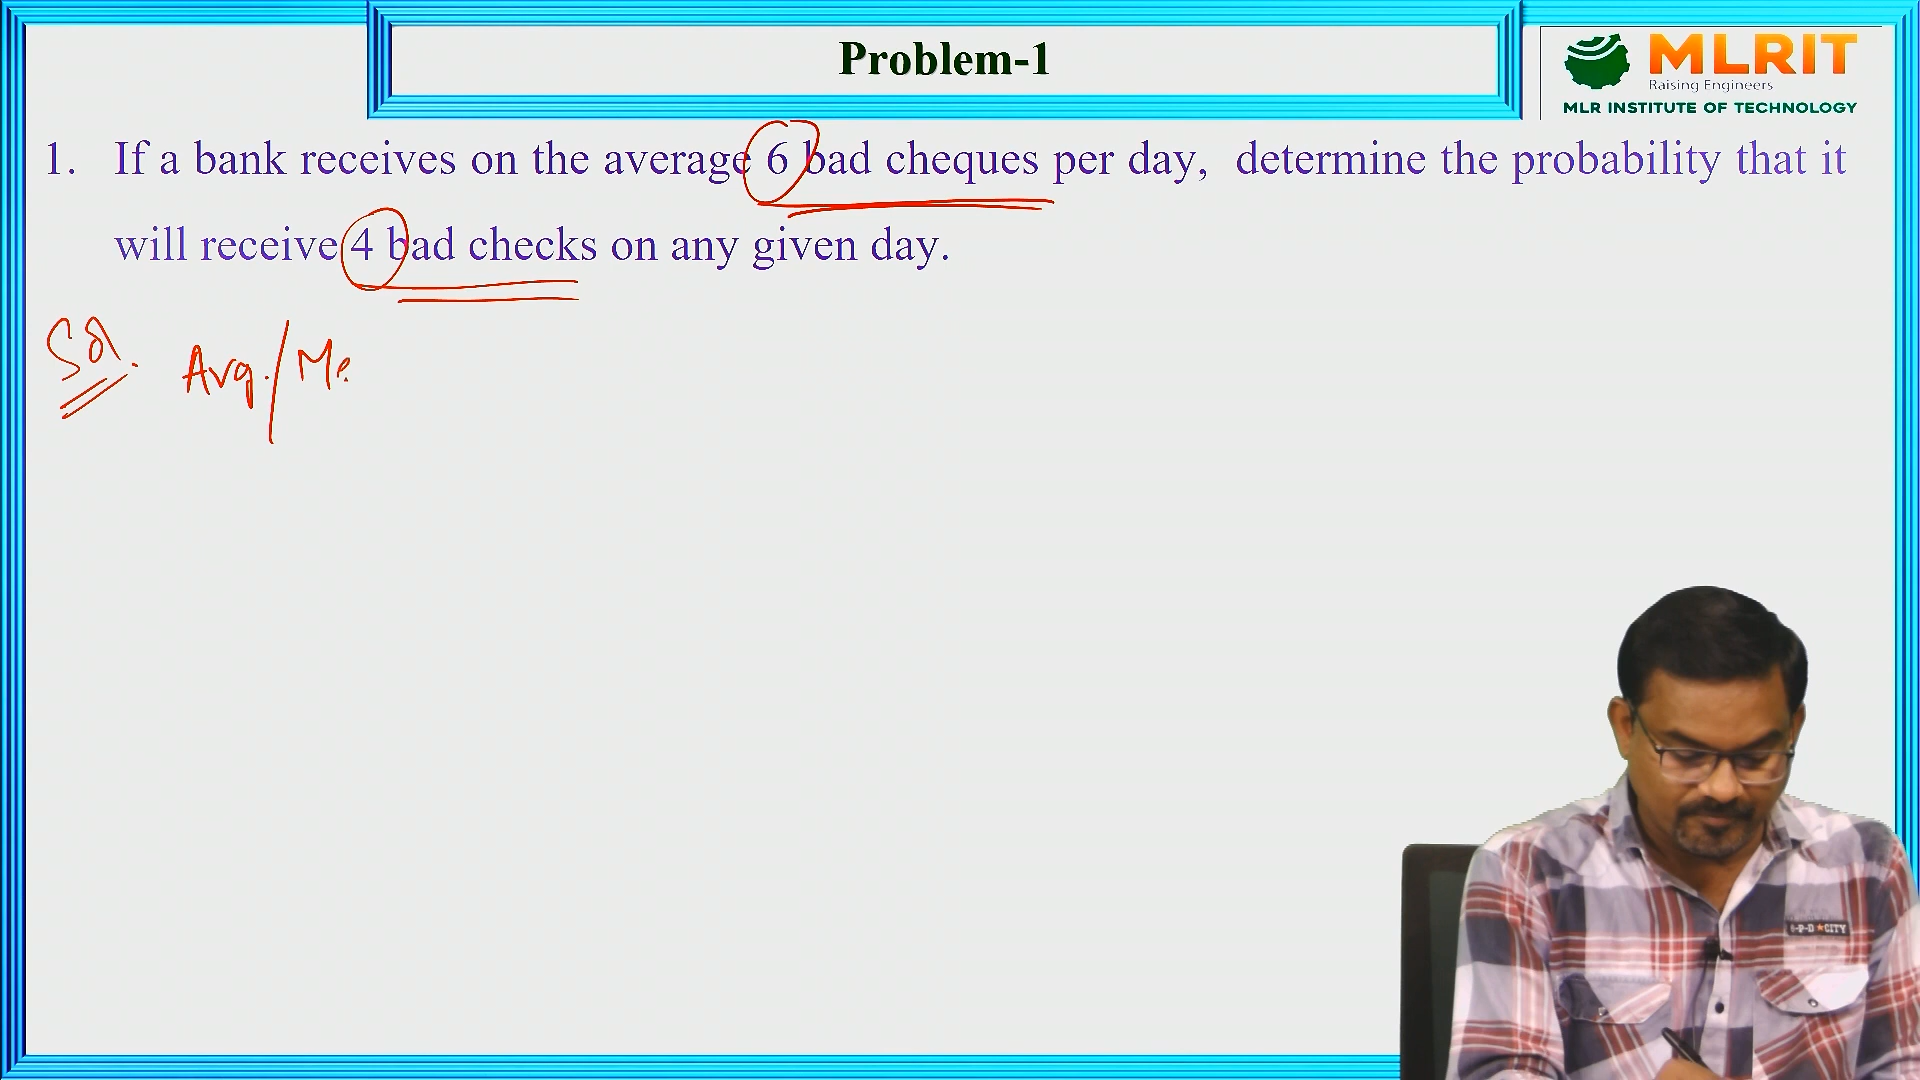 Problem-1
MLRIT
Raising Engineers
MLR INSTITUTE OF TECHNOLOGY
1. If a bank receives on the average 6 bad cheques per day, determine the probability that it
will receive 4 bad checks on any given day.
Sol. Avg./Me
6-P-D★CITY